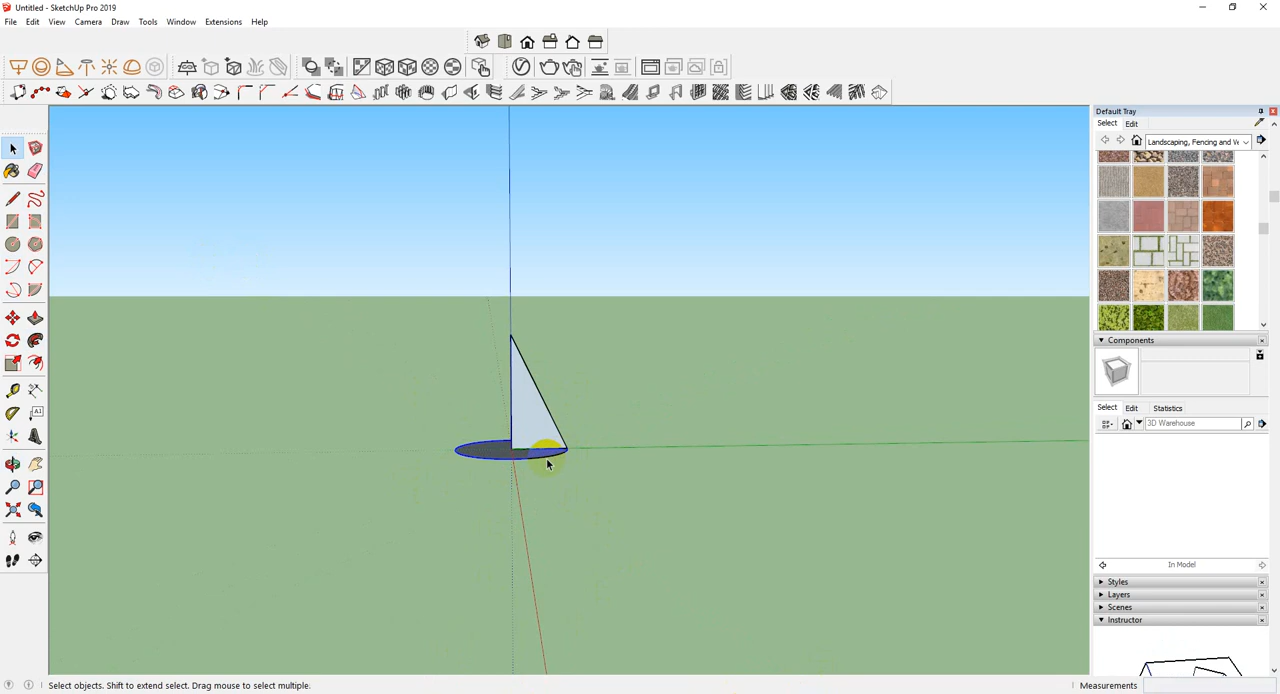 Untitled - SketchUp Pro 2019
File Edit View Camera Draw Tools Window Extensions Help
Default Tray
Select Edit
Landscaping, Fencing and Ve
Components
Select Edit Statistics
3D Warehouse
In Model
Styles
Layers
Scenes
Instructor
Select objects. Shift to extend select. Drag mouse to select multiple.
Measurements